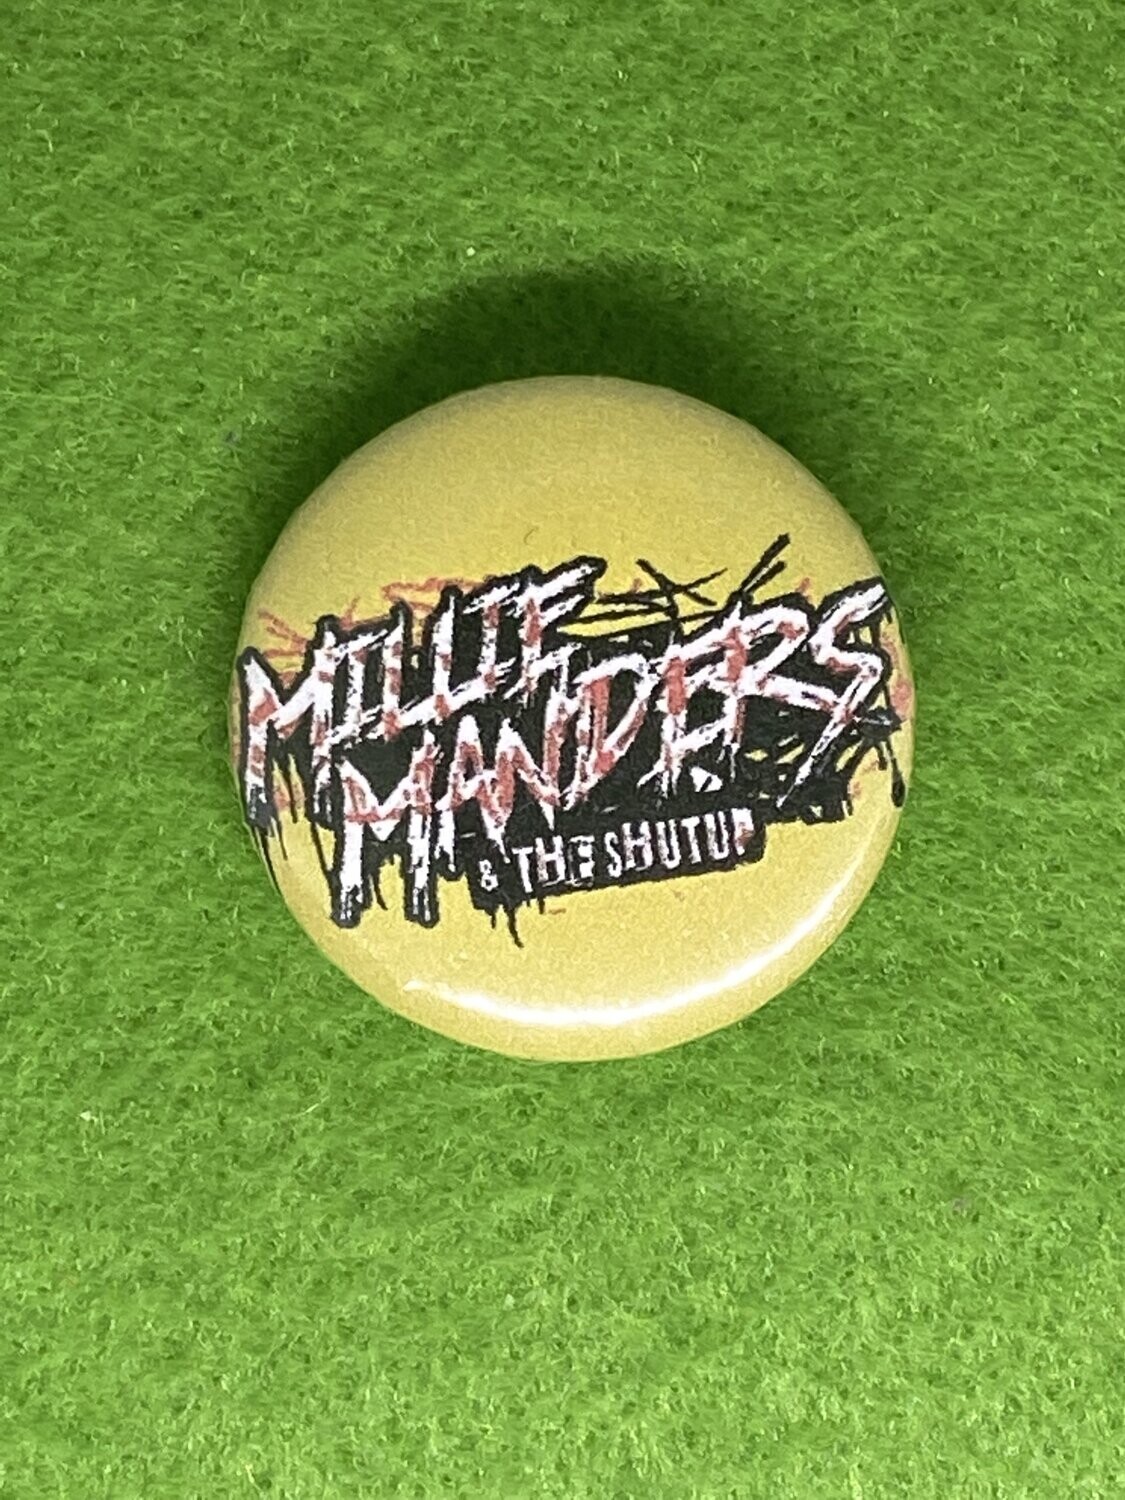 MILLIE
MANDERS
& THE SHUTUP